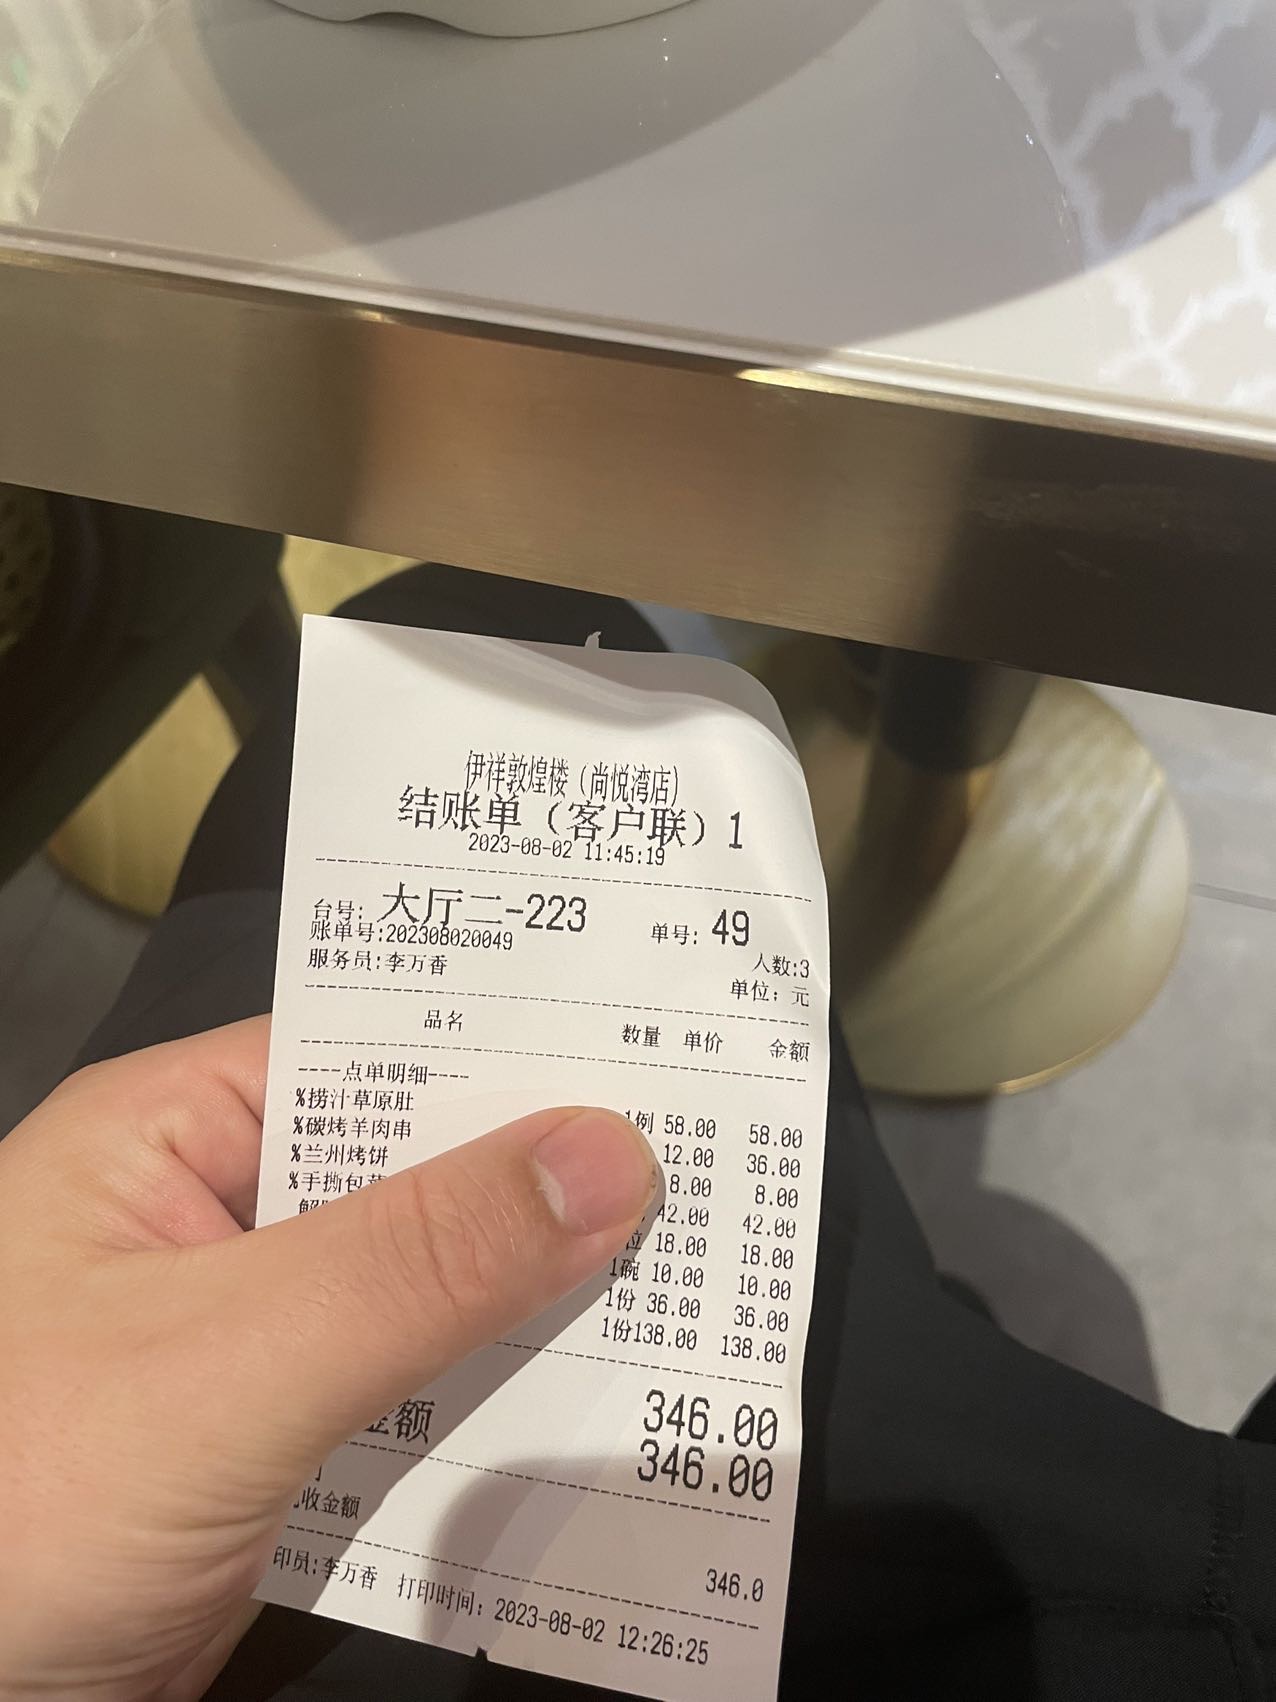 伊祥敦煌楼（尚悦湾店）
结账单（客户联）1
2023-08-02 11:45:19
台号: 大厅二-223 单号: 49
账单号:202308020049
人数:3
服务员:李万香
单位: 元
品名 数量 单价 金额
----点单明细----
%捞汁草原肚 1例 58.00 58.00
%碳烤羊肉串 12.00 36.00
%兰州烤饼 8.00 8.00
%手撕包菜 42.00 42.00
位 18.00 18.00
1碗 10.00 10.00
1份 36.00 36.00
1份138.00 138.00
金额 346.00
346.00
收金额
346.0
印员:李万香 打印时间: 2023-08-02 12:26:25